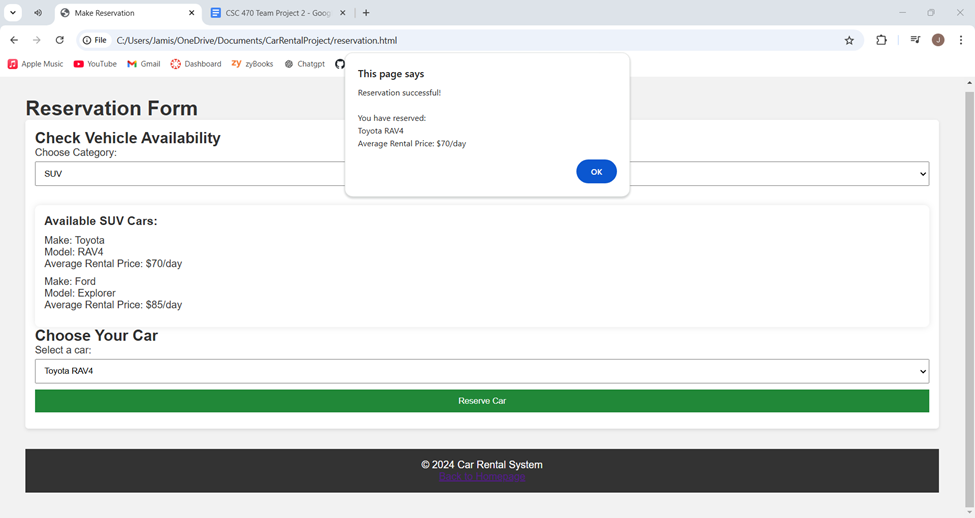 Make Reservation
CSC 470 Team Project 2 - Goog
File
C:/Users/Jamis/OneDrive/Documents/CarRentalProject/reservation.html
J
Apple Music
YouTube
Gmail
Dashboard
zy zyBooks
Chatgpt
This page says
Reservation successful!
You have reserved:
Toyota RAV4
Average Rental Price: $70/day
OK
Reservation Form
Check Vehicle Availability
Choose Category:
SUV
Available SUV Cars:
Make: Toyota
Model: RAV4
Average Rental Price: $70/day
Make: Ford
Model: Explorer
Average Rental Price: $85/day
Choose Your Car
Select a car:
Toyota RAV4
Reserve Car
© 2024 Car Rental System